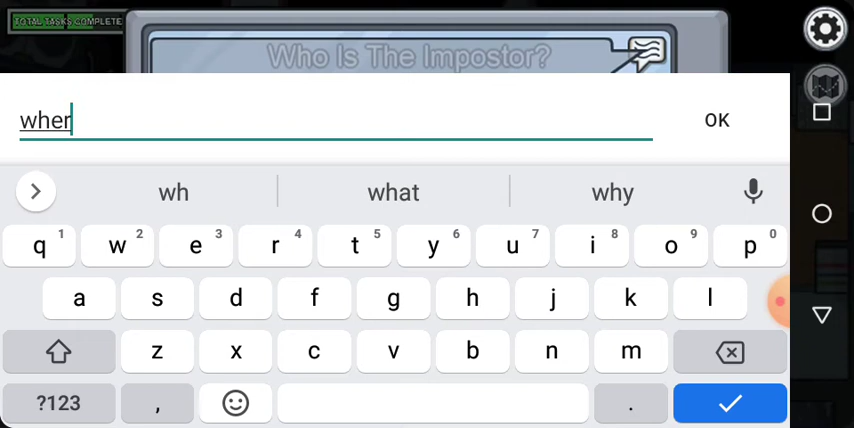 TOTAL TASKS COMPLETE
Who Is The Impostor?
wher
OK
wh what why
q 1 w 2 e 3 r 4 t 5 y 6 u 7 i 8 o 9 p 0
a s d f g h j k l
z x c v b n m
?123 , .